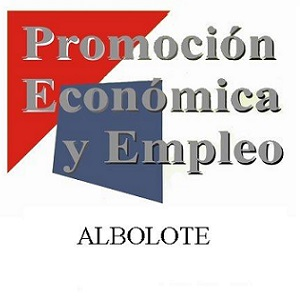 Promoción
Económica
y Empleo
ALBOLOTE